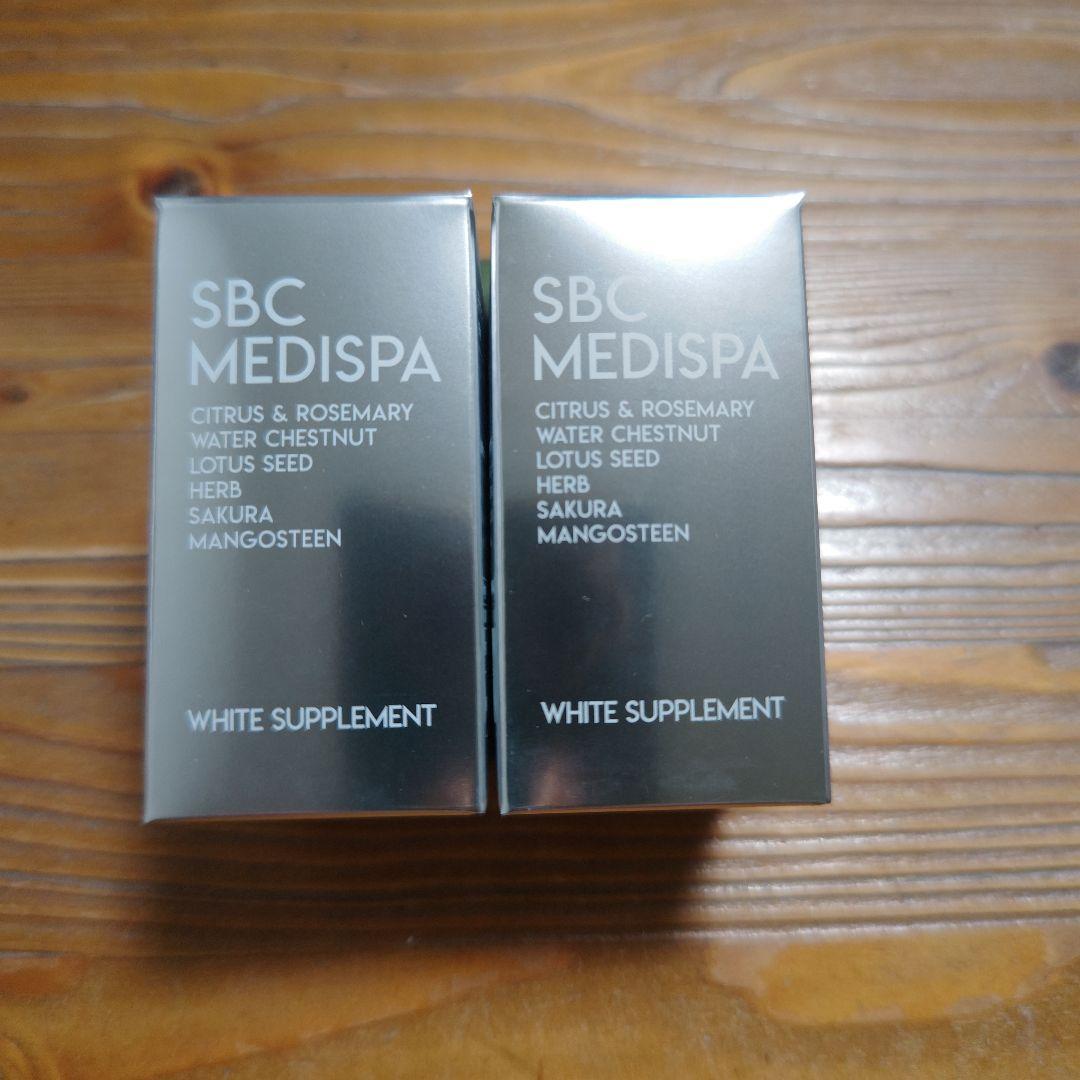 SBC
MEDISPA
CITRUS & ROSEMARY
WATER CHESTNUT
LOTUS SEED
HERB
SAKURA
MANGOSTEEN
WHITE SUPPLEMENT
SBC
MEDISPA
CITRUS & ROSEMARY
WATER CHESTNUT
LOTUS SEED
HERB
SAKURA
MANGOSTEEN
WHITE SUPPLEMENT